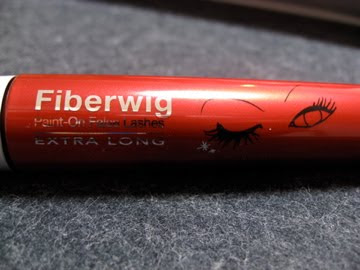 Fiberwig
Paint-On False Lashes
EXTRA LONG